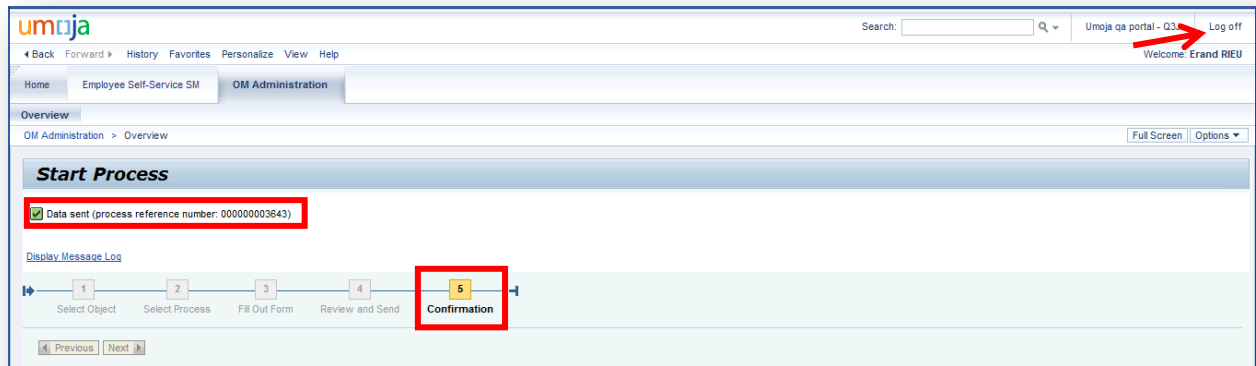 umoja
Search:
Umoja qa portal - Q3
Log off
Back Forward History Favorites Personalize View Help
Welcome: Erand RIEU
Home Employee Self-Service SM OM Administration
Overview
OM Administration > Overview
Full Screen Options
Start Process
Data sent (process reference number: 000000003643)
Display Message Log
1 2 3 4 5
Select Object Select Process Fill Out Form Review and Send Confirmation
Previous Next